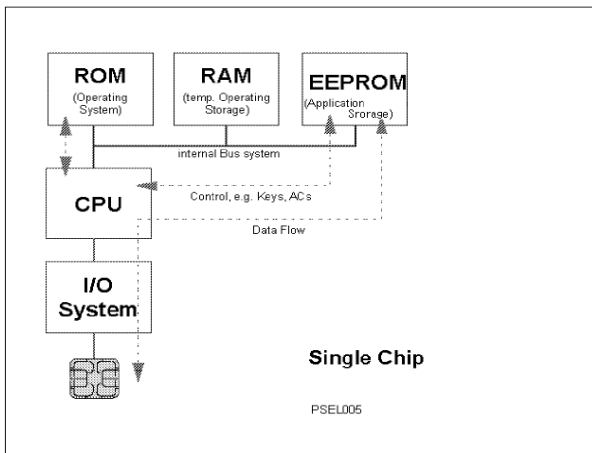 ROM
(Operating
System)
RAM
(temp. Operating
Storage)
EEPROM
(Application
Srorage)
internal Bus system
CPU
Control, e.g. Keys, ACs
Data Flow
I/O
System
Single Chip
PSEL005